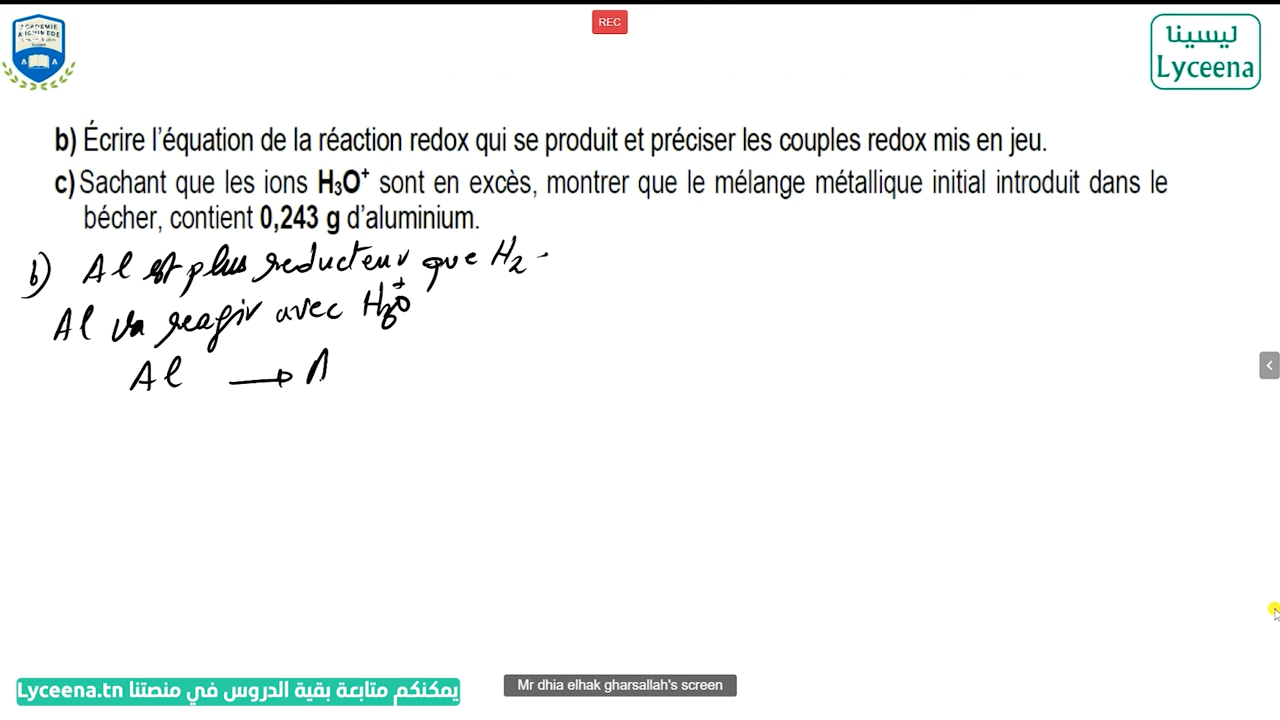 REC
ACADEMIE
ARCHIMEDE
ليسينا
Lyceena
b) Écrire l'équation de la réaction redox qui se produit et préciser les couples redox mis en jeu.
c) Sachant que les ions H₃O⁺ sont en excès, montrer que le mélange métallique initial introduit dans le
bécher, contient 0,243 g d'aluminium.
b) Al est plus reducteur que H₂.
Al va reagir avec H₃O⁺
Al → A
يمكنكم متابعة بقية الدروس في منصتنا Lyceena.tn
Mr dhia elhak gharsallah's screen